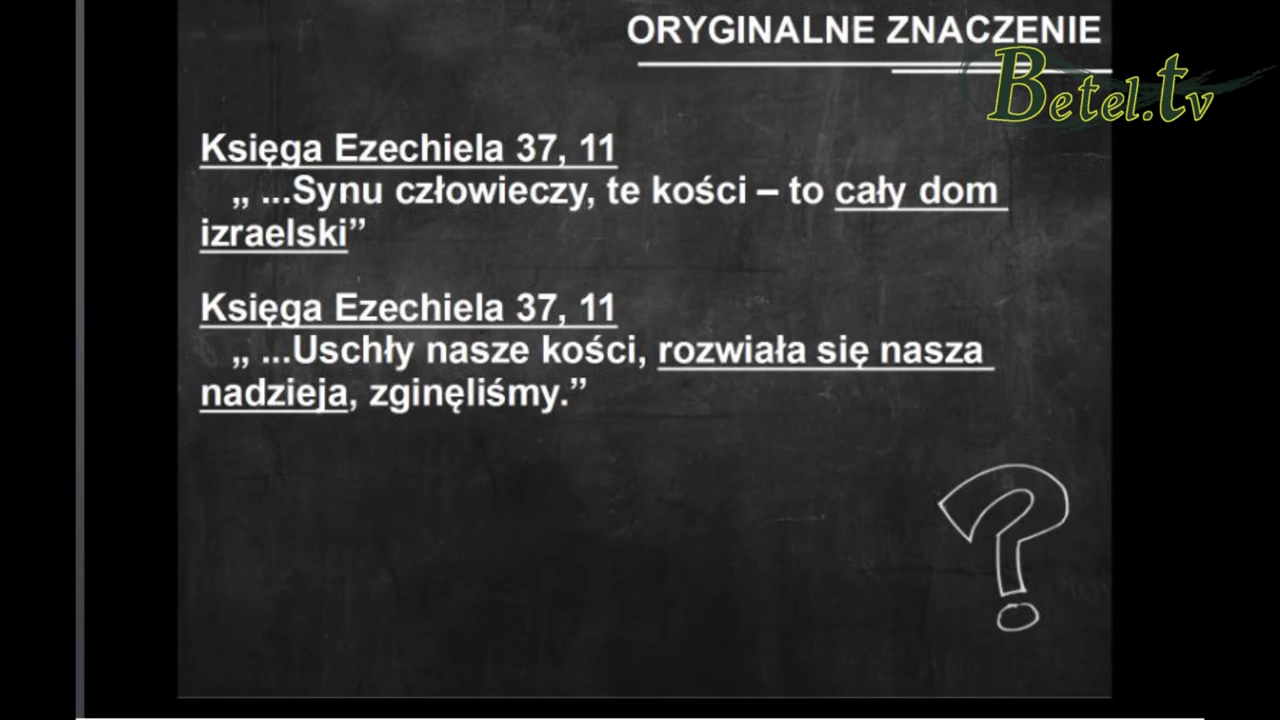 ORYGINALNE ZNACZENIE
Betel.tv
Księga Ezechiela 37, 11
„ ...Synu człowieczy, te kości – to cały dom
izraelski”
Księga Ezechiela 37, 11
„ ...Uschły nasze kości, rozwiała się nasza
nadzieja, zginęliśmy.”
?